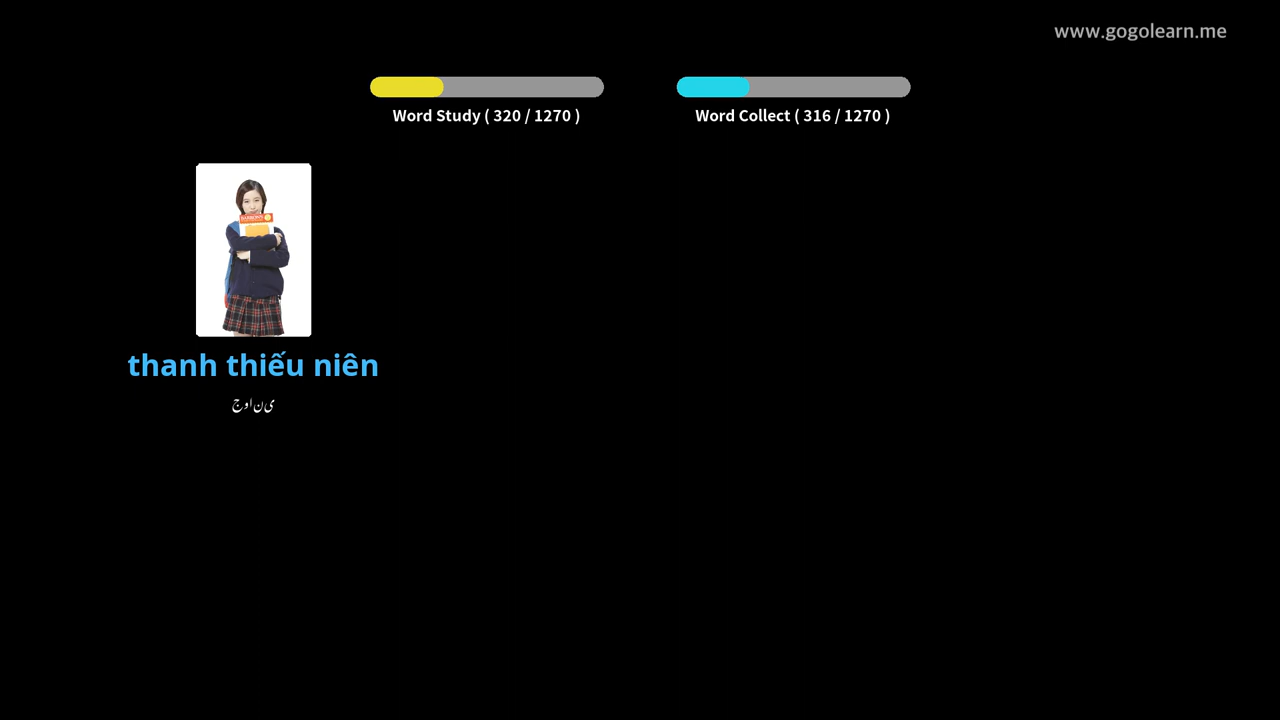 www.gogolearn.me
Word Study ( 320 / 1270 )
Word Collect ( 316 / 1270 )
thanh thiếu niên
جوانی